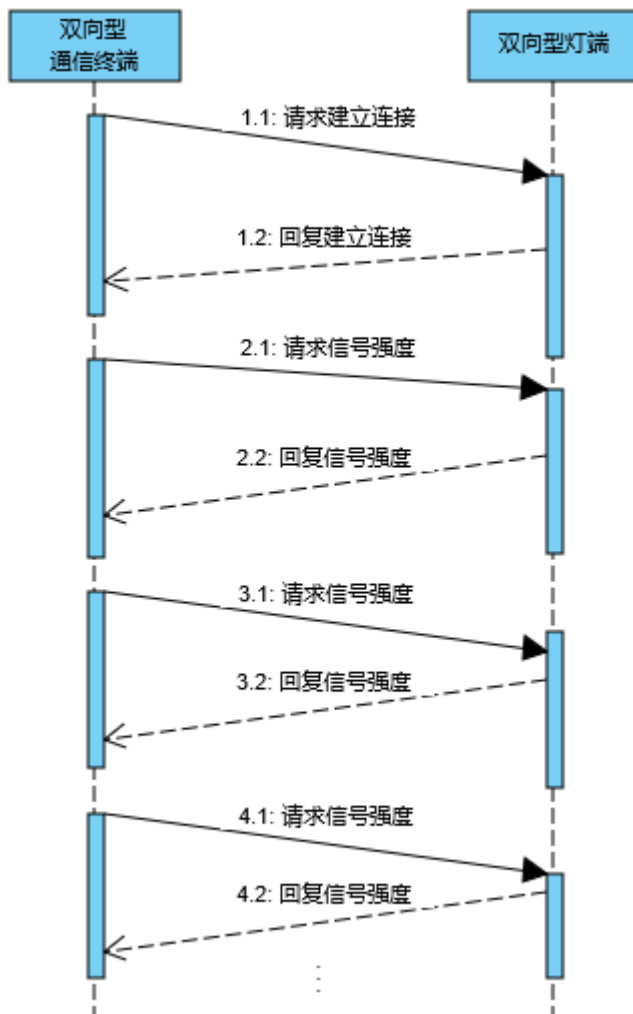 双向型
通信终端
双向型灯端
1.1: 请求建立连接
1.2: 回复建立连接
2.1: 请求信号强度
2.2: 回复信号强度
3.1: 请求信号强度
3.2: 回复信号强度
4.1: 请求信号强度
4.2: 回复信号强度
⋮